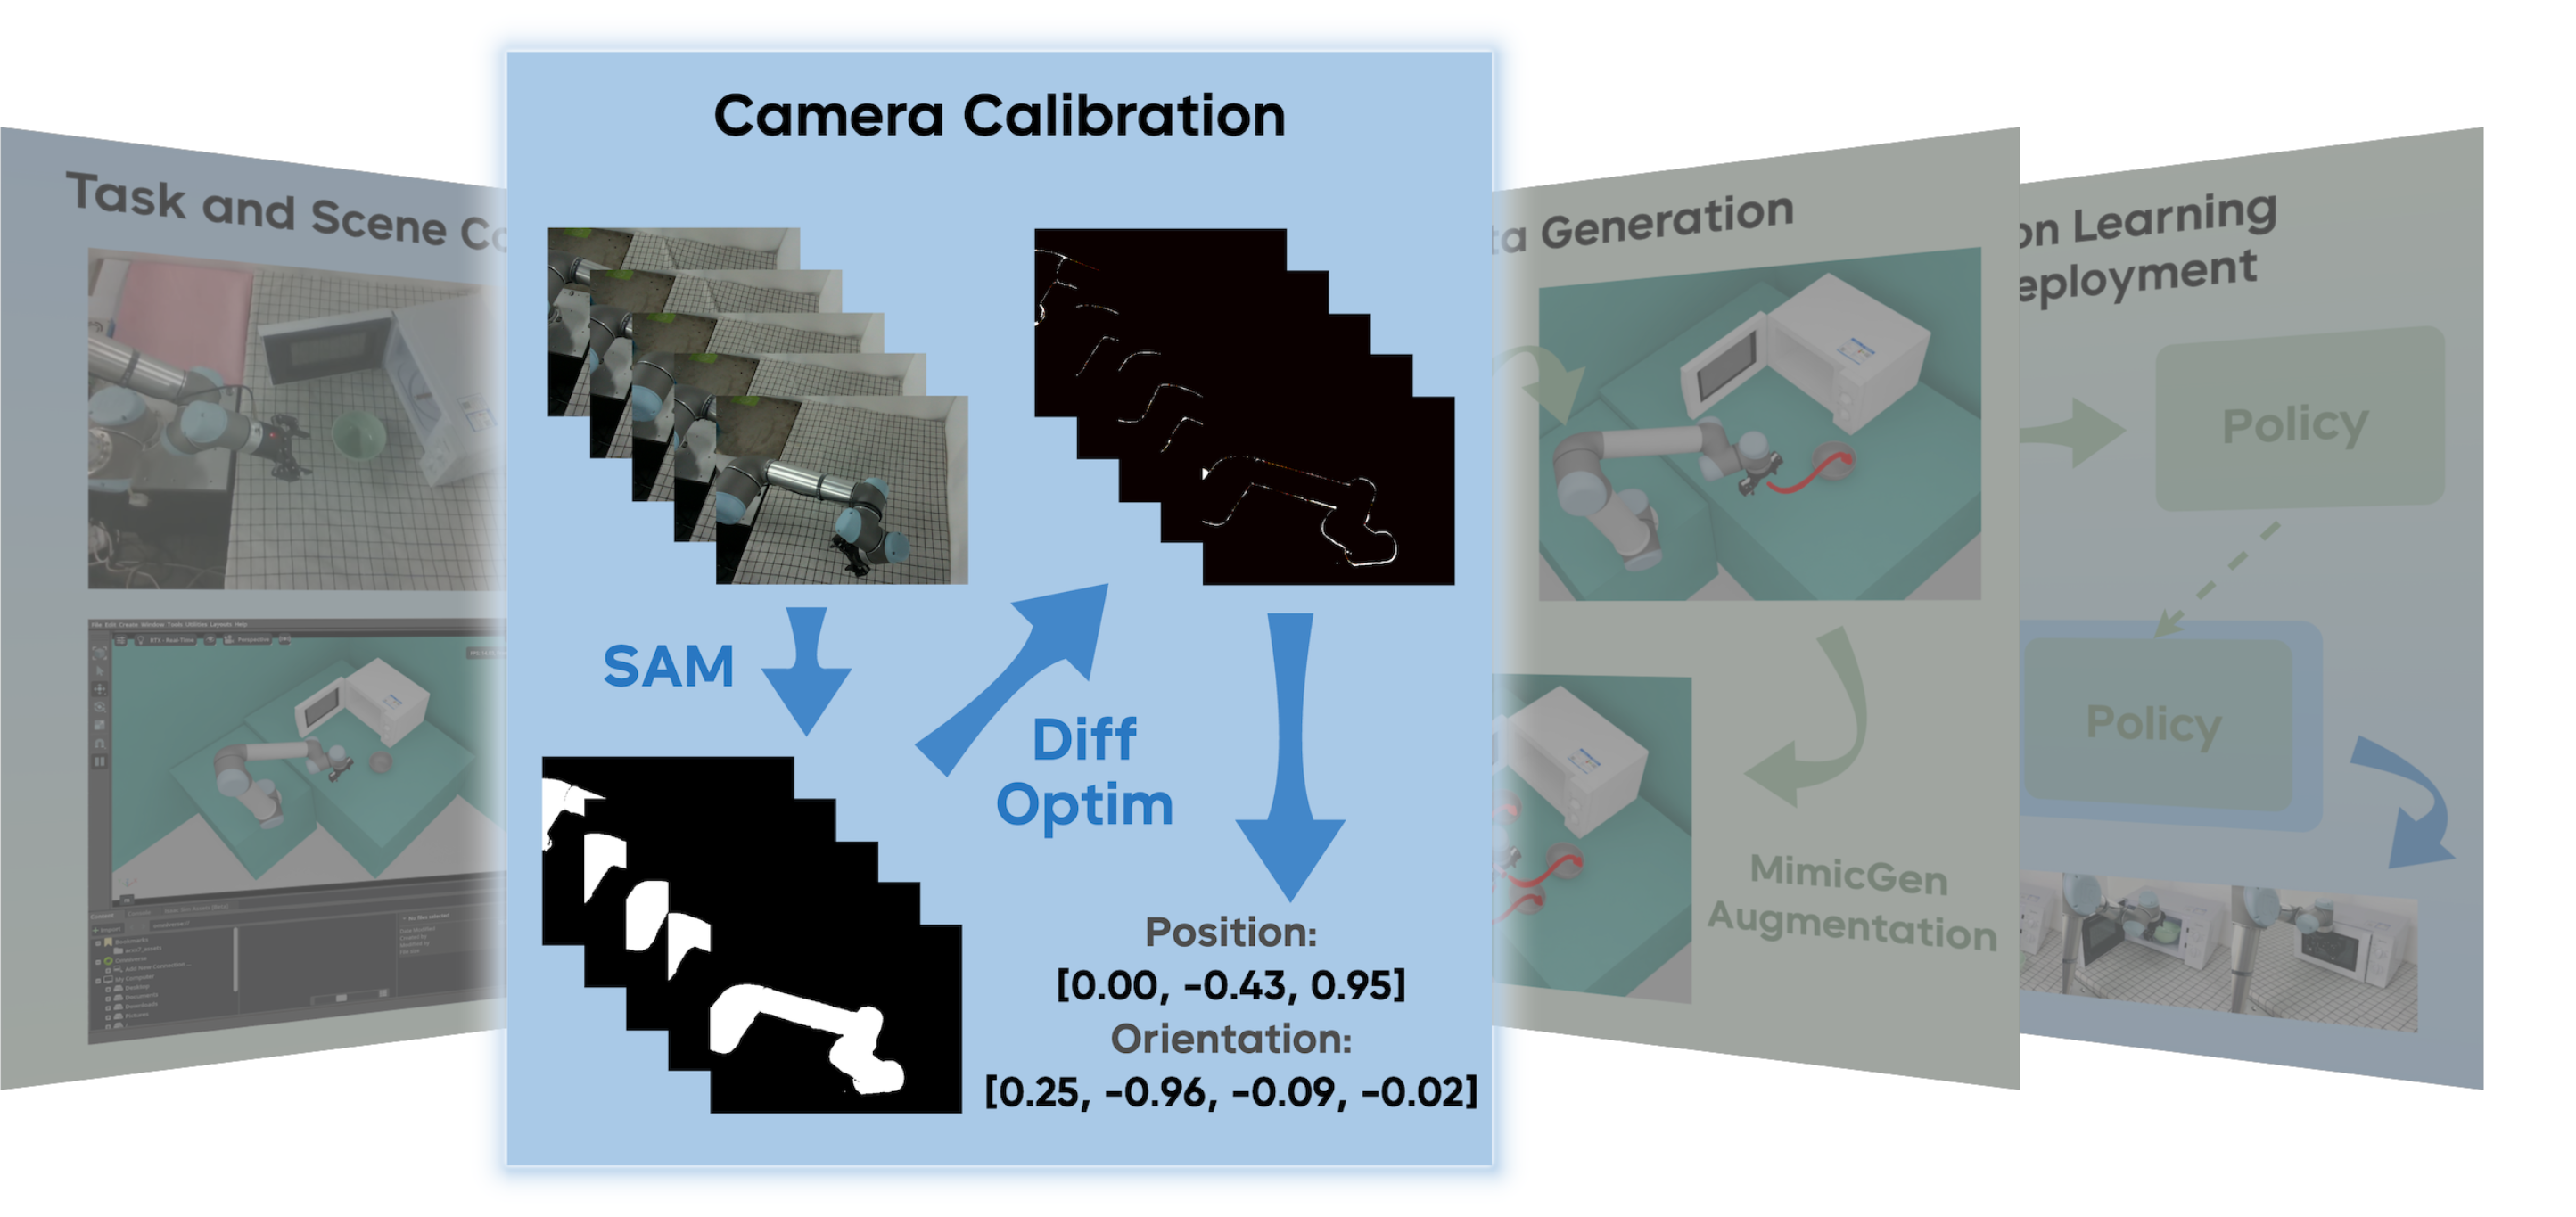 Task and Scene Co
Camera Calibration
SAM
Diff
Optim
Position:
[0.00, -0.43, 0.95]
Orientation:
[0.25, -0.96, -0.09, -0.02]
ta Generation
MimicGen
Augmentation
on Learning
eployment
Policy
Policy